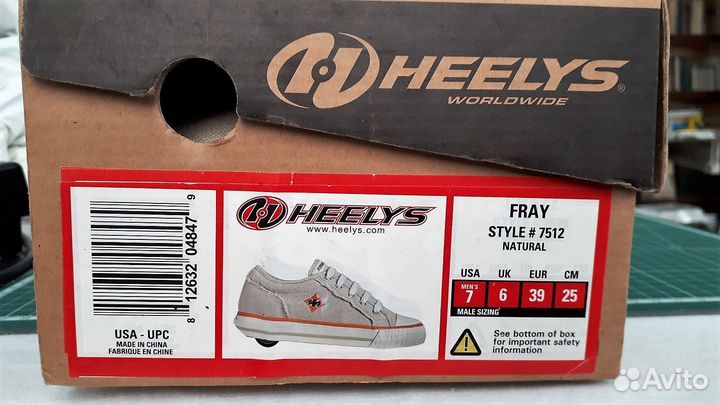 HEELYS®
WORLDWIDE
8 12632 04847 9
USA - UPC
MADE IN CHINA
FABRIQUE EN CHINE
HEELYS
www.heelys.com
FRAY
STYLE # 7512
NATURAL
USA UK EUR CM
MEN'S 7 6 39 25
MALE SIZING
See bottom of box
for important safety
information
Avito